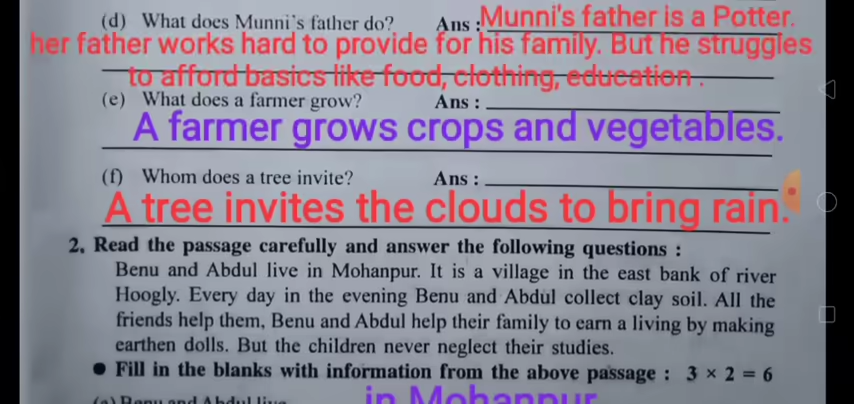 (d) What does Munni's father do? Ans : Munni's father is a Potter.
her father works hard to provide for his family. But he struggles
to afford basics like food, clothing, education .
(e) What does a farmer grow? Ans :
A farmer grows crops and vegetables.
(f) Whom does a tree invite? Ans :
A tree invites the clouds to bring rain.
2. Read the passage carefully and answer the following questions :
Benu and Abdul live in Mohanpur. It is a village in the east bank of river
Hoogly. Every day in the evening Benu and Abdul collect clay soil. All the
friends help them, Benu and Abdul help their family to earn a living by making
earthen dolls. But the children never neglect their studies.
● Fill in the blanks with information from the above passage : 3 × 2 = 6
(a) Benu and Abdul live in Mohanpur